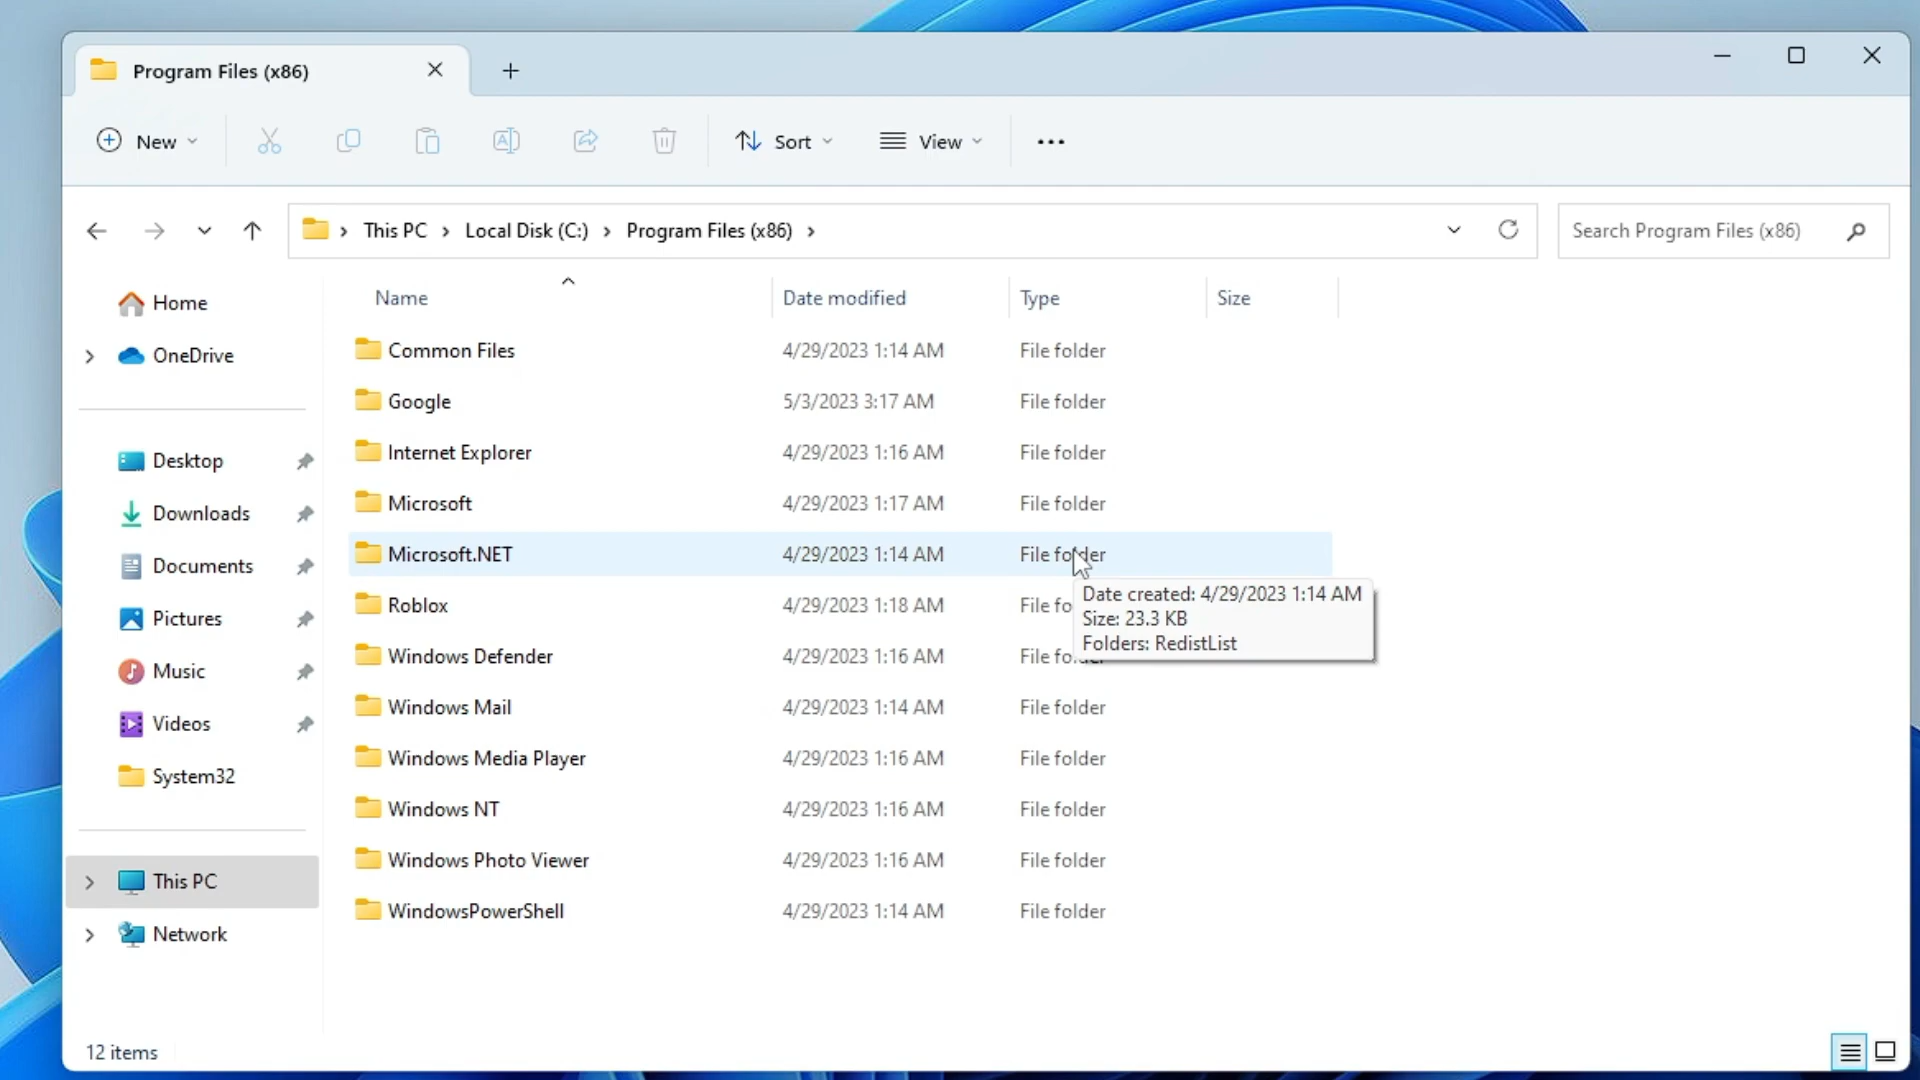 Program Files (x86)
New Sort View
This PC Local Disk (C:) Program Files (x86) Search Program Files (x86)
Home
OneDrive
Desktop
Downloads
Documents
Pictures
Music
Videos
System32
This PC
Network
Name Date modified Type Size
Common Files 4/29/2023 1:14 AM File folder
Google 5/3/2023 3:17 AM File folder
Internet Explorer 4/29/2023 1:16 AM File folder
Microsoft 4/29/2023 1:17 AM File folder
Microsoft.NET 4/29/2023 1:14 AM File folder
Roblox 4/29/2023 1:18 AM File fo
Date created: 4/29/2023 1:14 AM
Size: 23.3 KB
Folders: RedistList
Windows Defender 4/29/2023 1:16 AM File folder
Windows Mail 4/29/2023 1:14 AM File folder
Windows Media Player 4/29/2023 1:16 AM File folder
Windows NT 4/29/2023 1:16 AM File folder
Windows Photo Viewer 4/29/2023 1:16 AM File folder
WindowsPowerShell 4/29/2023 1:14 AM File folder
12 items